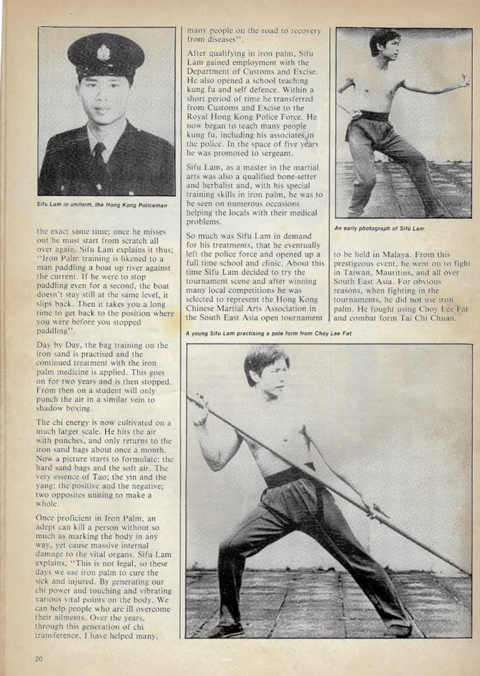 Sifu Lam in uniform, the Hong Kong Policeman
the exact same time; once he misses
out he must start from scratch all
over again. Sifu Lam explains it thus;
"Iron Palm training is likened to a
man paddling a boat up river against
the current. If he were to stop
paddling even for a second, the boat
doesn't stay still at the same level, it
slips back. Then it takes you a long
time to get back to the position where
you were before you stopped
paddling".
Day by Day, the bag training on the
iron sand is practised and the
continued treatment with the iron
palm medicine is applied. This goes
on for two years and is then stopped.
From then on a student will only
punch the air in a similar vein to
shadow boxing.
The chi energy is now cultivated on a
much larger scale. He hits the air
with punches, and only returns to the
iron sand bags about once a month.
Now a picture starts to formulate: the
hard sand bags and the soft air. The
very essence of Tao; the yin and the
yang; the positive and the negative;
two opposites uniting to make a
whole.
Once proficient in Iron Palm, an
adept can kill a person without so
much as marking the body in any
way, yet cause massive internal
damage to the vital organs. Sifu Lam
explains, "This is not legal, so these
days we use iron palm to cure the
sick and injured. By generating our
chi power and touching and vibrating
various vital points on the body. We
can help people who are ill overcome
their ailments. Over the years,
through this generation of chi
transference, I have helped many,
many people on the road to recovery
from diseases".
After qualifying in iron palm, Sifu
Lam gained employment with the
Department of Customs and Excise.
He also opened a school teaching
kung fu and self defence. Within a
short period of time he transferred
from Customs and Excise to the
Royal Hong Kong Police Force. He
now began to teach many people
kung fu, including his associates in
the police. In the space of five years
he was promoted to sergeant.
Sifu Lam, as a master in the martial
arts was also a qualified bone-setter
and herbalist and, with his special
training skills in iron palm, he was to
be seen on numerous occasions
helping the locals with their medical
problems.
So much was Sifu Lam in demand
for his treatments, that he eventually
left the police force and opened up a
full time school and clinic. About this
time Sifu Lam decided to try the
tournament scene and after winning
many local competitions he was
selected to represent the Hong Kong
Chinese Martial Arts Association in
the South East Asia open tournament
An early photograph of Sifu Lam
to be held in Malaya. From this
prestigeous event, he went on to fight
in Taiwan, Mauritius, and all over
South East Asia. For obvious
reasons, when fighting in the
tournaments, he did not use iron
palm. He fought using Choy Lee Fat
and combat form Tai Chi Chuan.
A young Sifu Lam practising a pole form from Choy Lee Fat
20